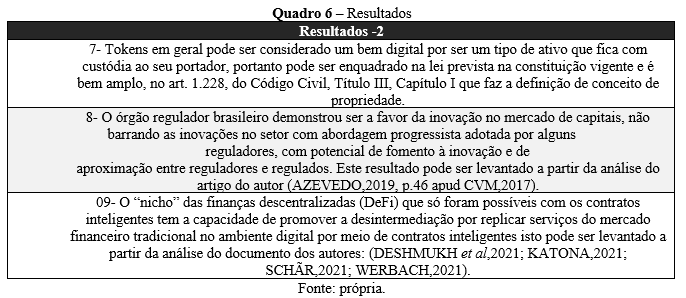 Quadro 6 – Resultados
Resultados -2
7- Tokens em geral pode ser considerado um bem digital por ser um tipo de ativo que fica com
custódia ao seu portador, portanto pode ser enquadrado na lei prevista na constituição vigente e é
bem amplo, no art. 1.228, do Código Civil, Título III, Capítulo I que faz a definição de conceito de
propriedade.
8- O órgão regulador brasileiro demonstrou ser a favor da inovação no mercado de capitais, não
barrando as inovações no setor com abordagem progressista adotada por alguns
reguladores, com potencial de fomento à inovação e de
aproximação entre reguladores e regulados. Este resultado pode ser levantado a partir da análise do
artigo do autor (AZEVEDO,2019, p.46 apud CVM,2017).
09- O “nicho” das finanças descentralizadas (DeFi) que só foram possíveis com os contratos
inteligentes tem a capacidade de promover a desintermediação por replicar serviços do mercado
financeiro tradicional no ambiente digital por meio de contratos inteligentes isto pode ser levantado a
partir da análise do documento dos autores: (DESHMUKH et al,2021; KATONA,2021;
SCHÃR,2021; WERBACH,2021).
Fonte: própria.